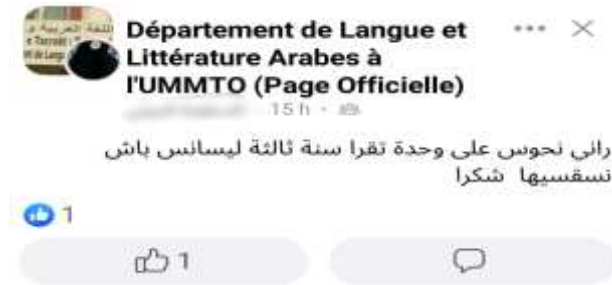 Département de Langue et
Littérature Arabes à
l'UMMTO (Page Officielle)
15 h
رانى نحوس على وحدة تقرا سنة ثالثة ليسانس باش
نسقسيها شكرا
1
1